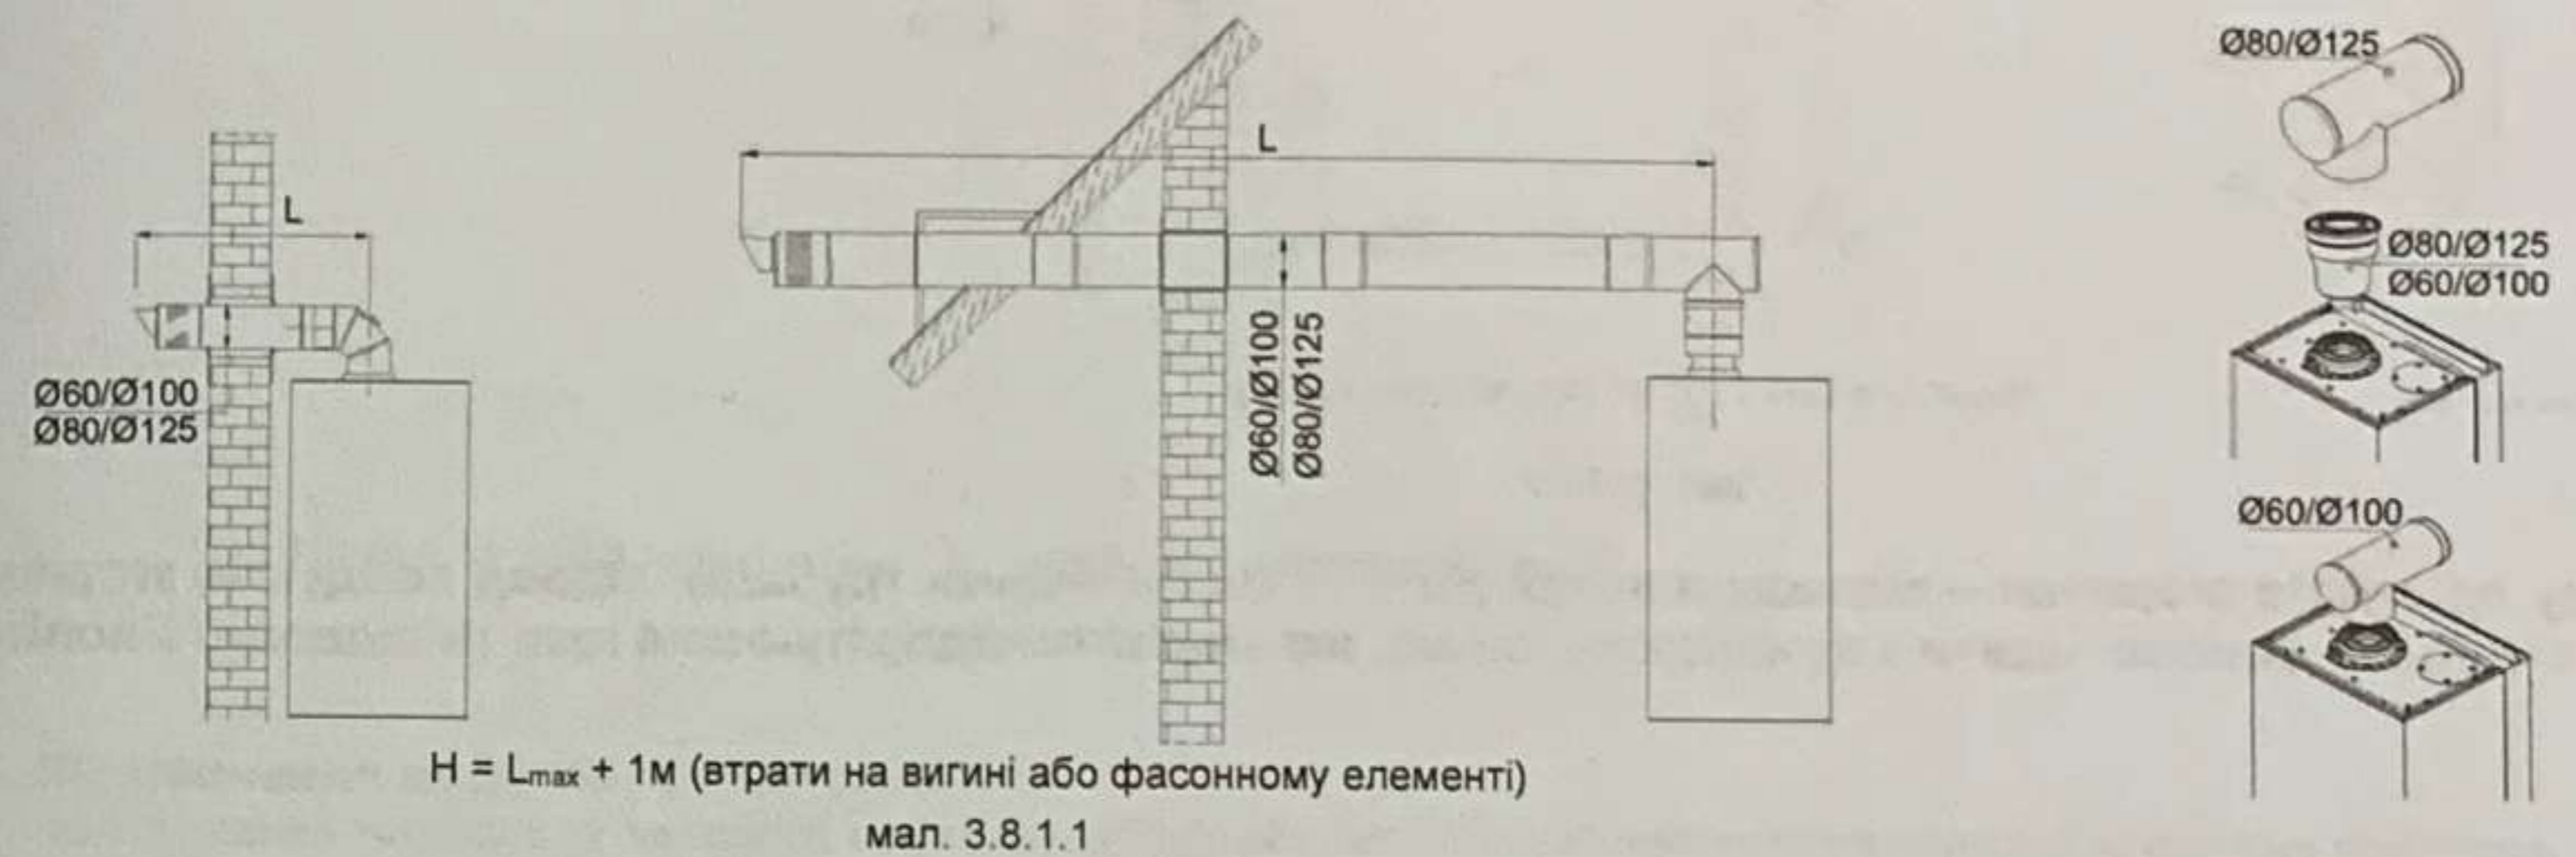 L
Ø60/Ø100
Ø80/Ø125
L
Ø60/Ø100
Ø80/Ø125
Ø80/Ø125
Ø80/Ø125
Ø60/Ø100
Ø60/Ø100
H = Lmax + 1м (втрати на вигині або фасонному елементі)
мал. 3.8.1.1